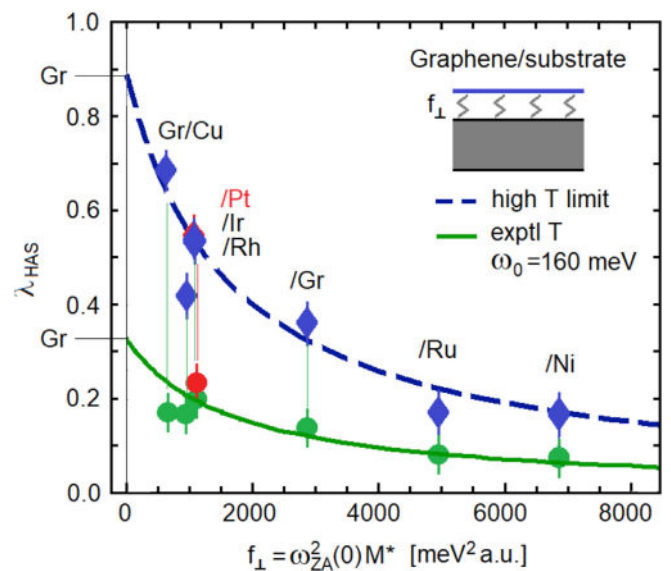 1.0
0.8
0.6
0.4
0.2
0.0
Gr
Gr
λHAS
Graphene/substrate
f⊥
Gr/Cu
/Pt
/Ir
/Rh
/Gr
/Ru
/Ni
high T limit
exptl T
ω₀ =160 meV
0 2000 4000 6000 8000
f⊥ = ω²ZA(0) M* [meV² a.u.]